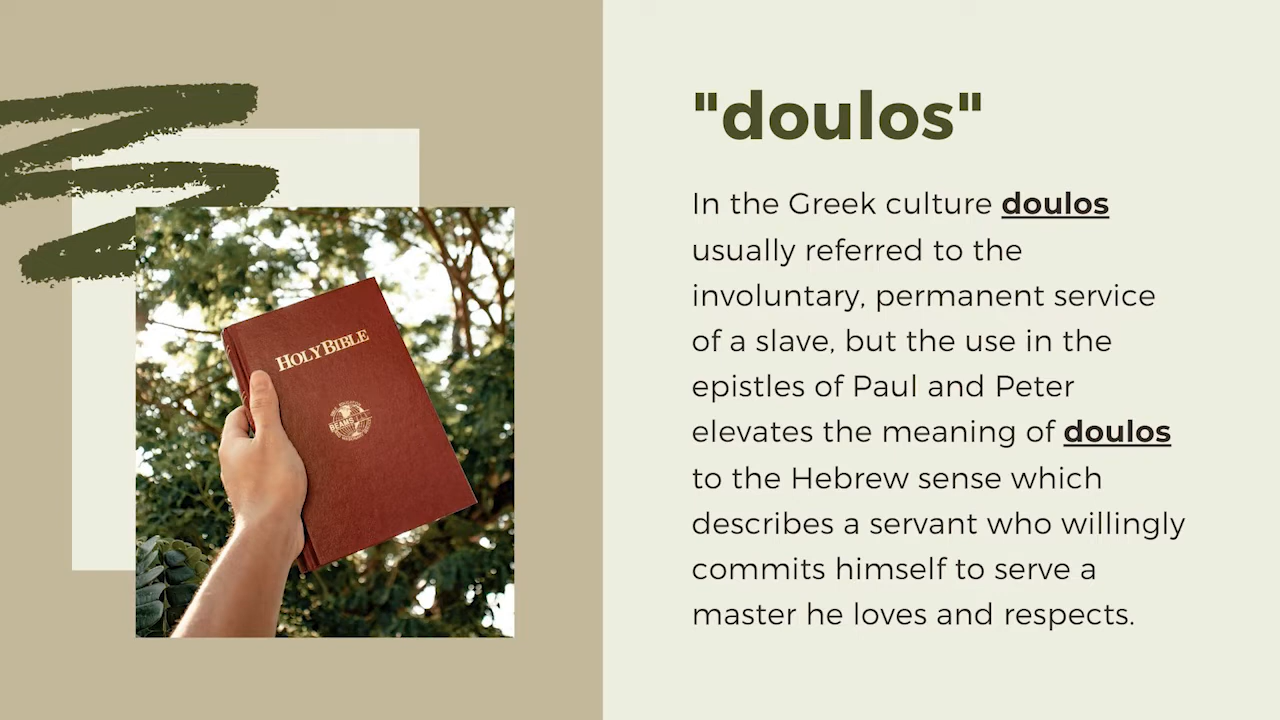 "doulos"
In the Greek culture doulos
usually referred to the
involuntary, permanent service
of a slave, but the use in the
epistles of Paul and Peter
elevates the meaning of doulos
to the Hebrew sense which
describes a servant who willingly
commits himself to serve a
master he loves and respects.
HOLY BIBLE
BEAMS